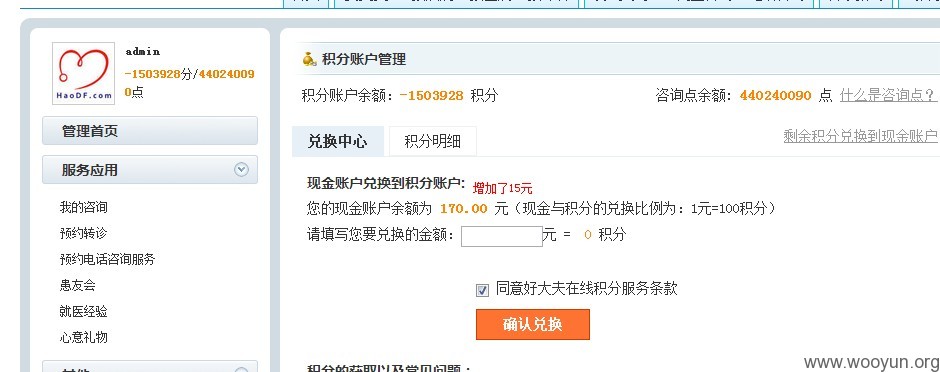 HaoDF.com
admin
-1503928分/44024009
0点
管理首页
服务应用
我的咨询
预约转诊
预约电话咨询服务
患友会
就医经验
心意礼物
其他
积分账户管理
积分账户余额：-1503928 积分
咨询点余额：440240090 点 什么是咨询点？
兑换中心 积分明细
剩余积分兑换到现金账户
现金账户兑换到积分账户： 增加了15元
您的现金账户余额为 170.00 元（现金与积分的兑换比例为：1元=100积分）
请填写您要兑换的金额： 元 = 0 积分
同意好大夫在线积分服务条款
确认兑换
积分的获取以及常见问题：
www.wooyun.org